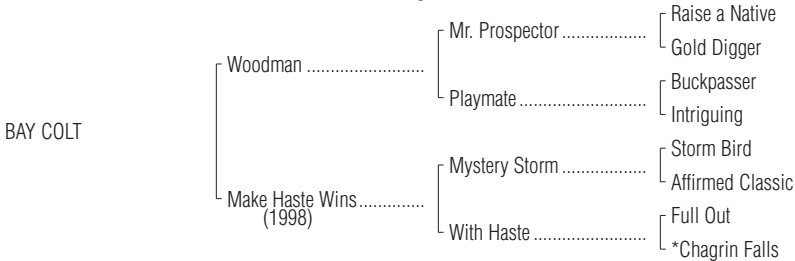 Raise a Native
Mr. Prospector ..................
Gold Digger
Woodman .........................
Buckpasser
Playmate ...........................
Intriguing
BAY COLT
Storm Bird
Mystery Storm ..................
Affirmed Classic
Make Haste Wins ..............
(1998)
Full Out
With Haste ........................
*Chagrin Falls